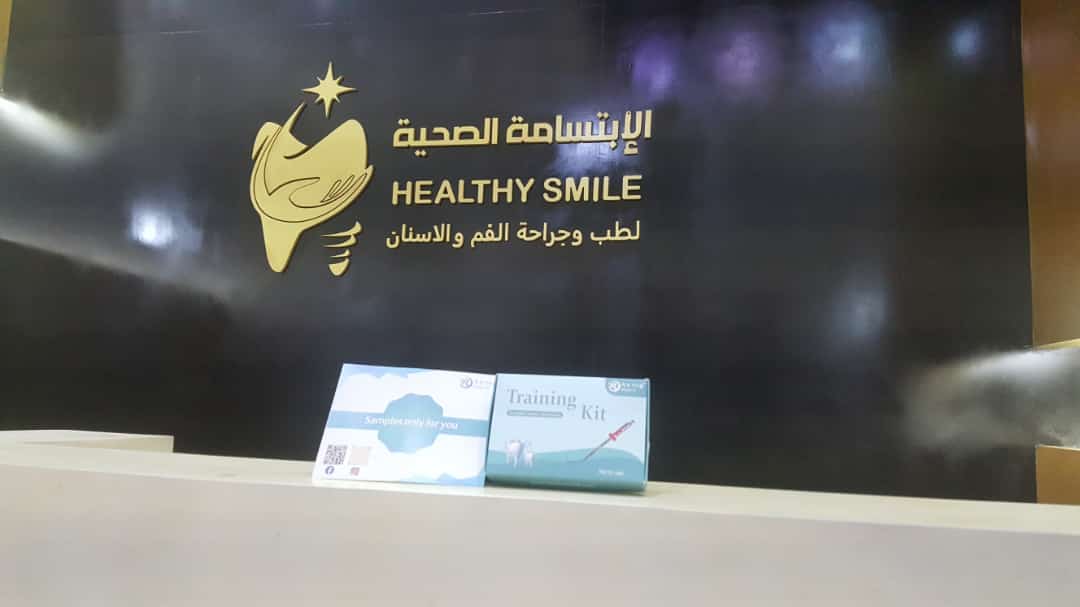 الإبتسامة الصحية
HEALTHY SMILE
لطب وجراحة الفم والاسنان
Samples only for you
Training
Kit